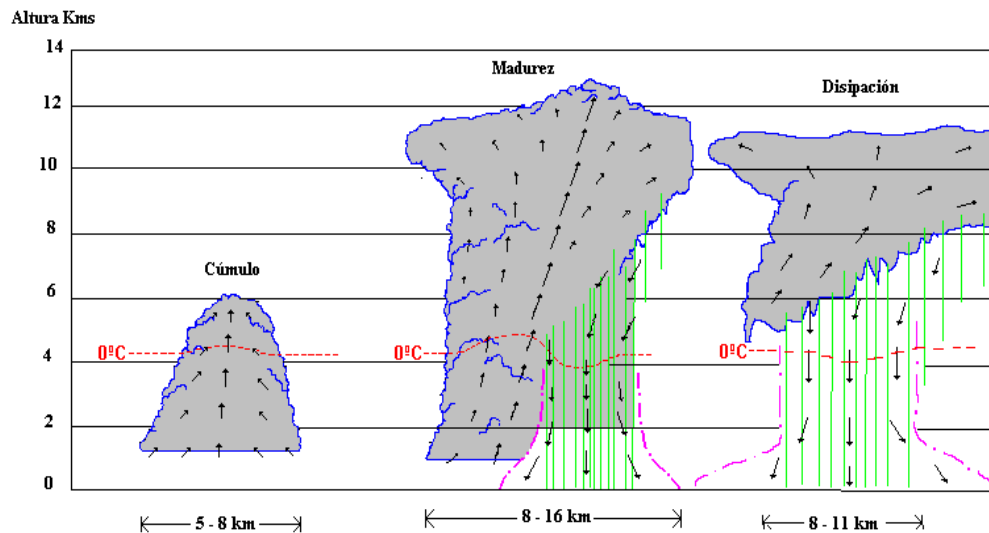 Altura Kms
14
Madurez
Disipación
12
10
8
Cúmulo
6
0ºC
0ºC
0ºC
4
2
0
5 - 8 km
8 - 16 km
8 - 11 km